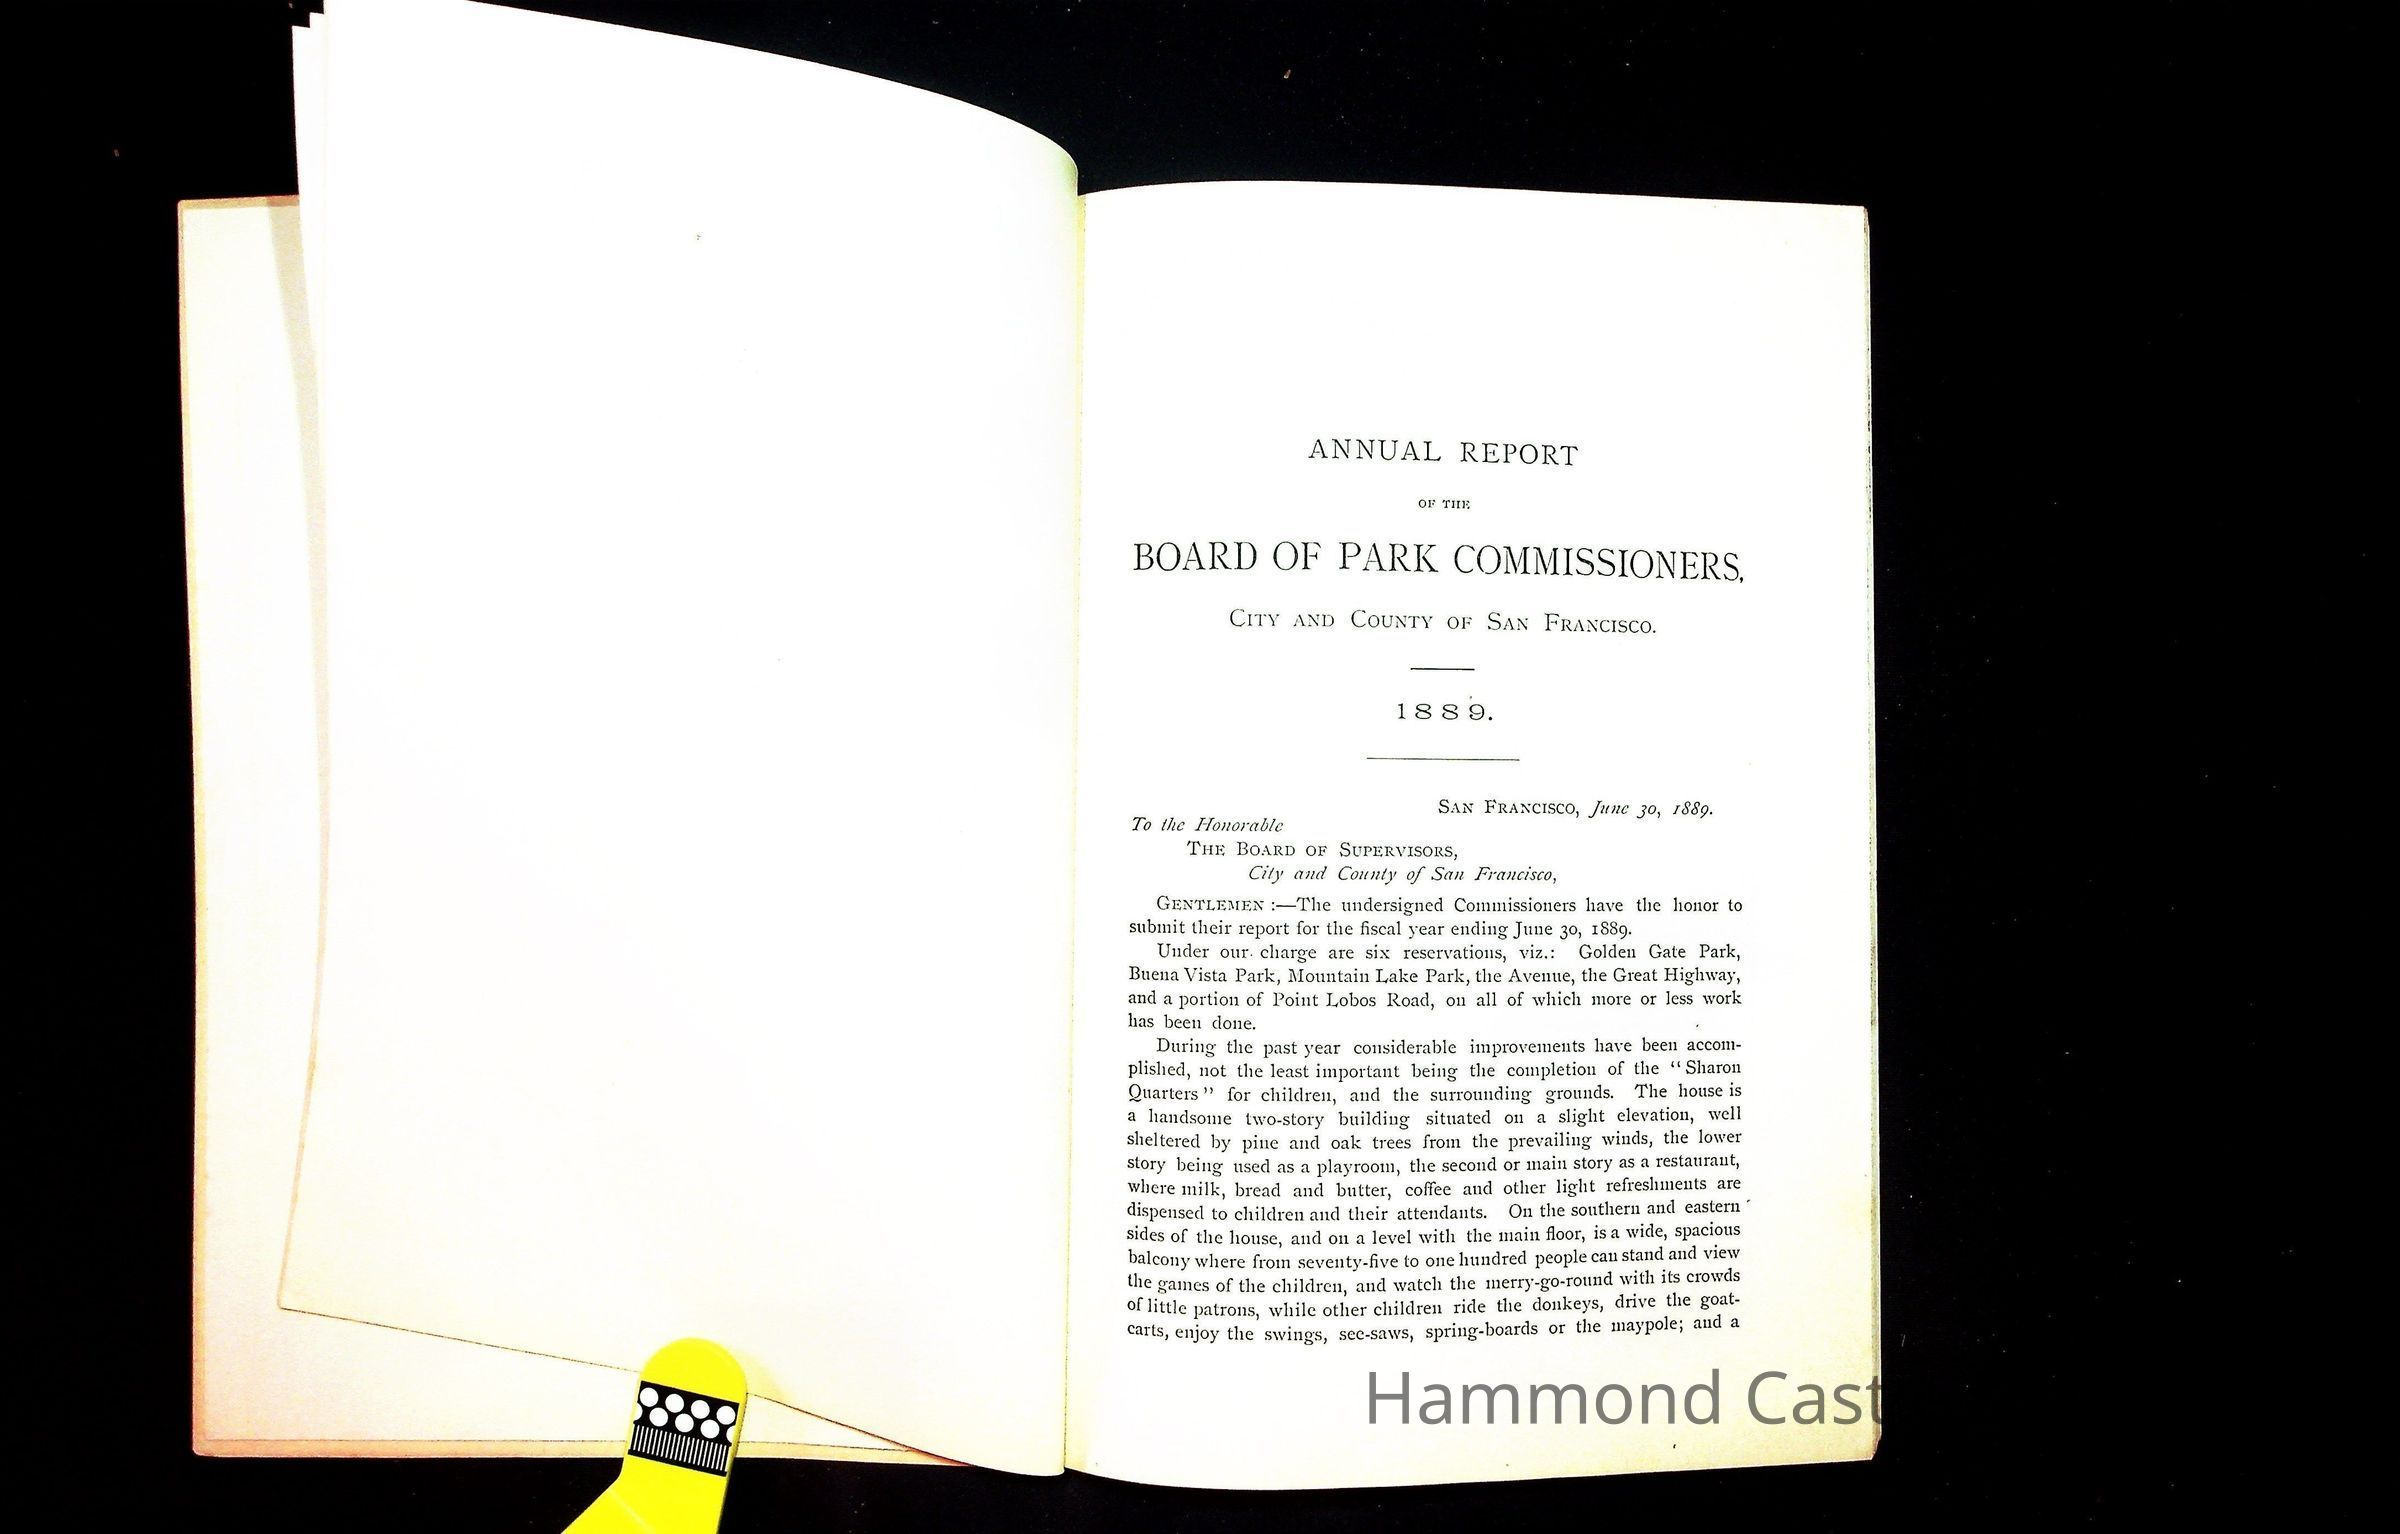 ANNUAL REPORT
OF THE
BOARD OF PARK COMMISSIONERS,
CITY AND COUNTY OF SAN FRANCISCO.
1889.
SAN FRANCISCO, June 30, 1889.
To the Honorable
THE BOARD OF SUPERVISORS,
City and County of San Francisco,
GENTLEMEN :—The undersigned Commissioners have the honor to
submit their report for the fiscal year ending June 30, 1889.
Under our charge are six reservations, viz.: Golden Gate Park,
Buena Vista Park, Mountain Lake Park, the Avenue, the Great Highway,
and a portion of Point Lobos Road, on all of which more or less work
has been done.
During the past year considerable improvements have been accom-
plished, not the least important being the completion of the "Sharon
Quarters" for children, and the surrounding grounds. The house is
a handsome two-story building situated on a slight elevation, well
sheltered by pine and oak trees from the prevailing winds, the lower
story being used as a playroom, the second or main story as a restaurant,
where milk, bread and butter, coffee and other light refreshments are
dispensed to children and their attendants. On the southern and eastern
sides of the house, and on a level with the main floor, is a wide, spacious
balcony where from seventy-five to one hundred people can stand and view
the games of the children, and watch the merry-go-round with its crowds
of little patrons, while other children ride the donkeys, drive the goat-
carts, enjoy the swings, see-saws, spring-boards or the maypole; and a
Hammond Cast